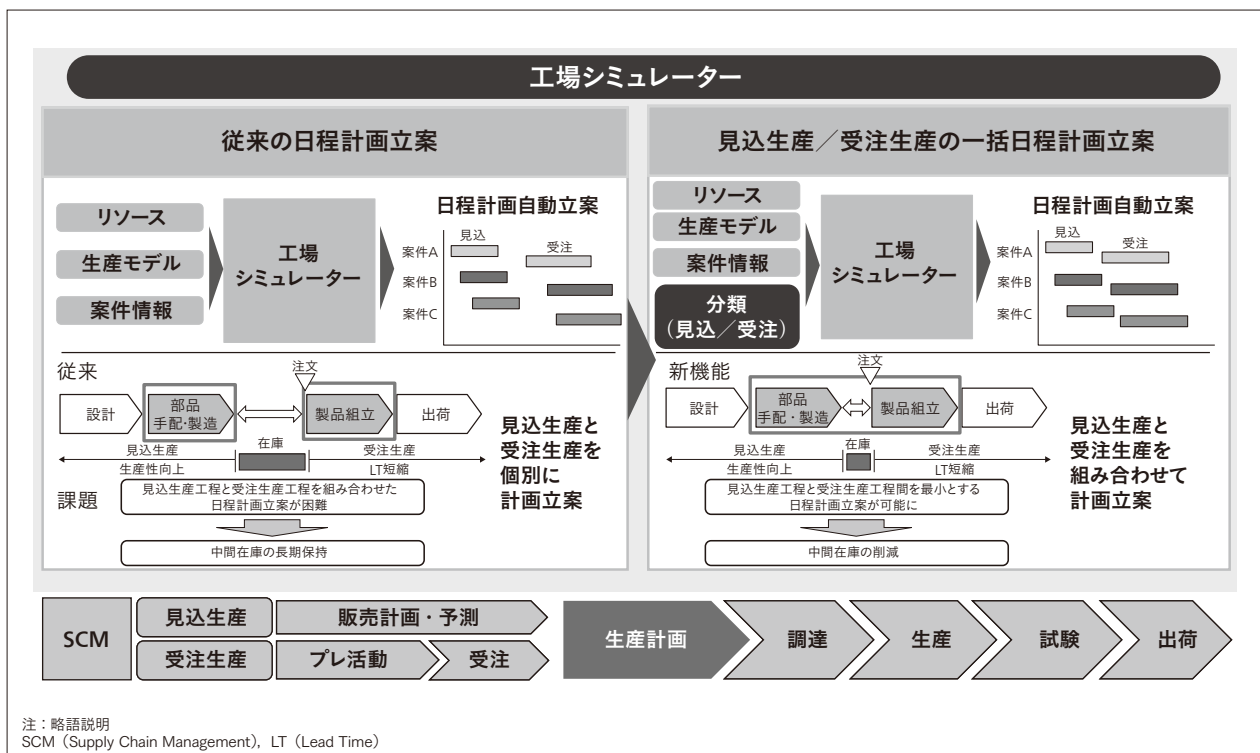 工場シミュレーター
従来の日程計画立案
リソース
生産モデル
案件情報
工場
シミュレーター
日程計画自動立案
見込
受注
案件A
案件B
案件C
従来
注文
設計
部品
手配・製造
製品組立
出荷
見込生産
在庫
受注生産
生産性向上
LT短縮
課題
見込生産工程と受注生産工程を組み合わせた
日程計画立案が困難
中間在庫の長期保持
見込生産と
受注生産を
個別に
計画立案
見込生産／受注生産の一括日程計画立案
リソース
生産モデル
案件情報
分類
（見込／受注）
工場
シミュレーター
日程計画自動立案
見込
受注
案件A
案件B
案件C
新機能
注文
設計
部品
手配・製造
製品組立
出荷
見込生産
在庫
受注生産
生産性向上
LT短縮
見込生産工程と受注生産工程間を最小とする
日程計画立案が可能に
中間在庫の削減
見込生産と
受注生産を
組み合わせて
計画立案
SCM
見込生産
販売計画・予測
受注生産
プレ活動
受注
生産計画
調達
生産
試験
出荷
注：略語説明
SCM（Supply Chain Management），LT（Lead Time）